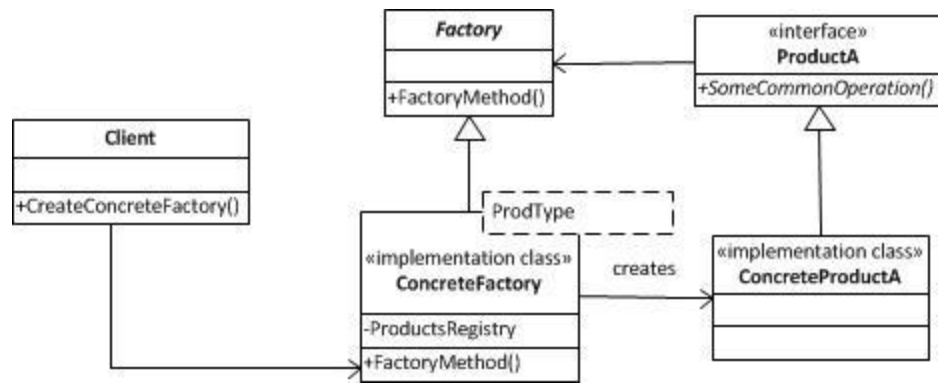 Factory
+FactoryMethod()
«interface»
ProductA
+SomeCommonOperation()
Client
+CreateConcreteFactory()
ProdType
«implementation class»
ConcreteFactory
-ProductsRegistry
+FactoryMethod()
creates
«implementation class»
ConcreteProductA